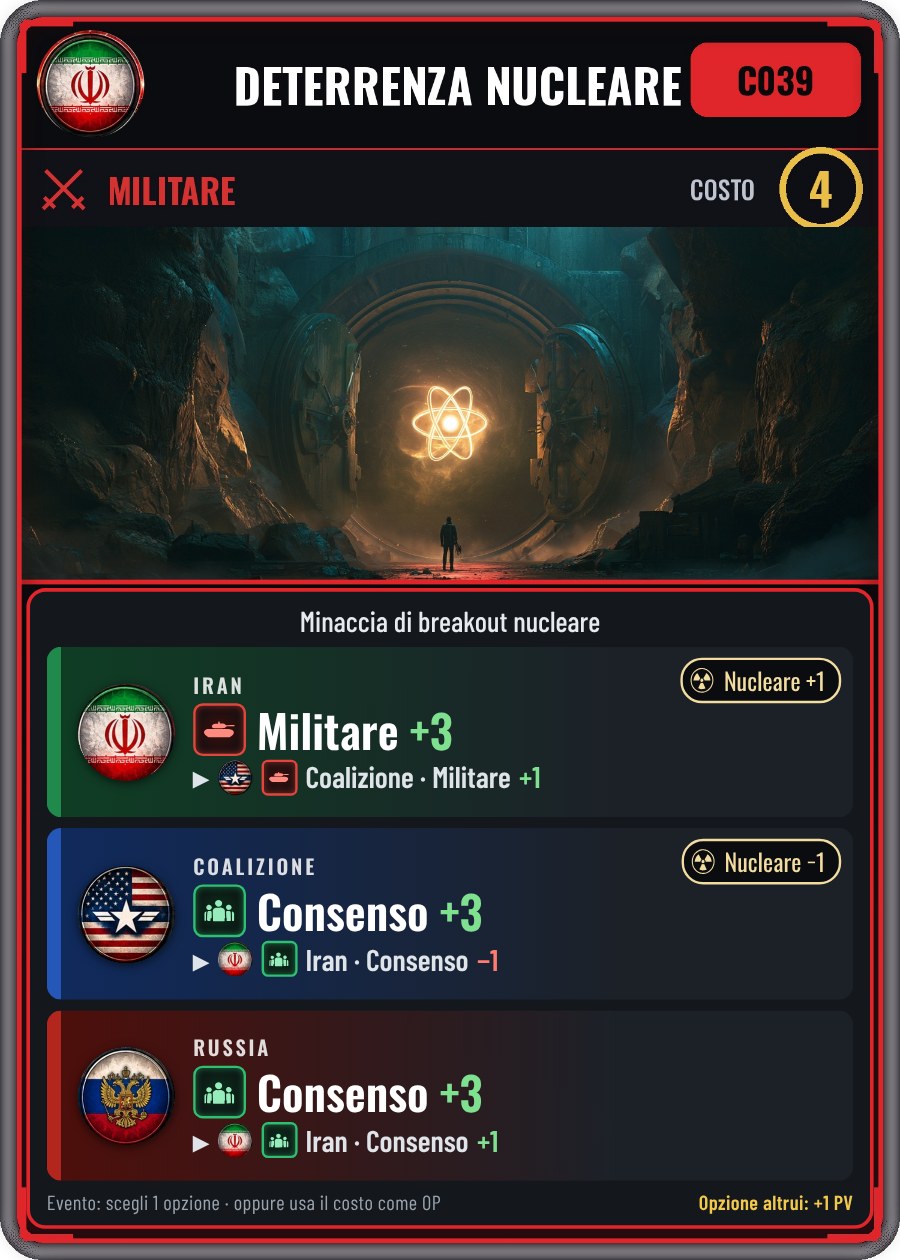 DETERRENZA NUCLEARE C039
MILITARE COSTO 4
Minaccia di breakout nucleare
IRAN Nucleare +1
Militare +3
▶ Coalizione · Militare +1
COALIZIONE Nucleare −1
Consenso +3
▶ Iran · Consenso −1
RUSSIA
Consenso +3
▶ Iran · Consenso +1
Evento: scegli 1 opzione · oppure usa il costo come OP Opzione altrui: +1 PV